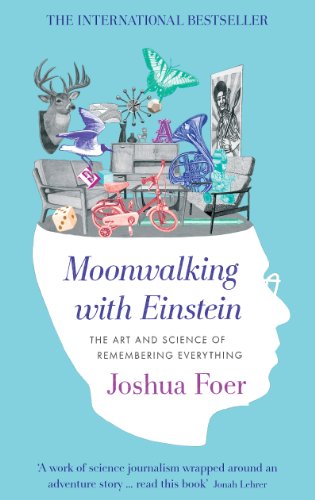 THE INTERNATIONAL BESTSELLER
A
Moonwalking
with Einstein
THE ART AND SCIENCE OF
REMEMBERING EVERYTHING
Joshua Foer
'A work of science journalism wrapped around an
adventure story ... read this book' Jonah Lehrer